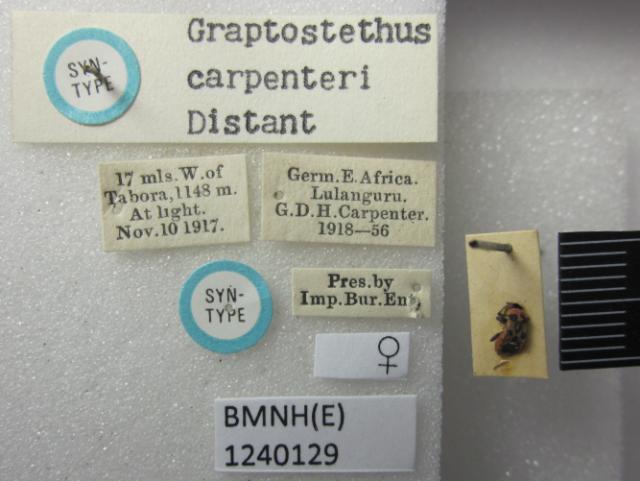 SYN-
TYPE
Graptostethus
carpenteri
Distant
17 mls.W.of
Tabora,1148 m.
At light.
Nov.10 1917.
Germ.E.Africa.
Lulanguru.
G.D.H.Carpenter.
1918—56
SYN-
TYPE
Pres.by
Imp.Bur.Ent.
♀
BMNH(E)
1240129